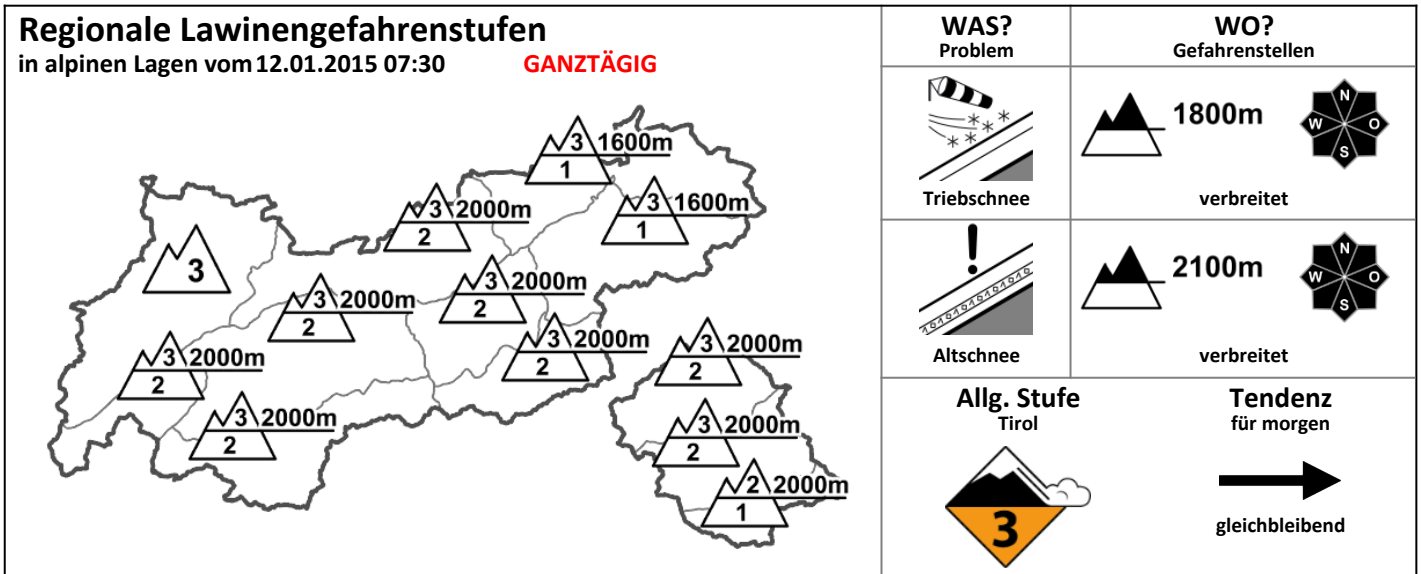 Regionale Lawinengefahrenstufen
in alpinen Lagen vom 12.01.2015 07:30 GANZTÄGIG
3 1600m
1
3 1600m
1
3 2000m
2
3
3 2000m
2
3 2000m
2
3 2000m
2
3 2000m
2
3 2000m
2
3 2000m
2
3 2000m
2
3 2000m
2
2 2000m
1
WAS?
Problem
WO?
Gefahrenstellen
Triebschnee
1800m
N
W O
S
verbreitet
Altschnee
2100m
N
W O
S
verbreitet
Allg. Stufe
Tirol
3
Tendenz
für morgen
gleichbleibend